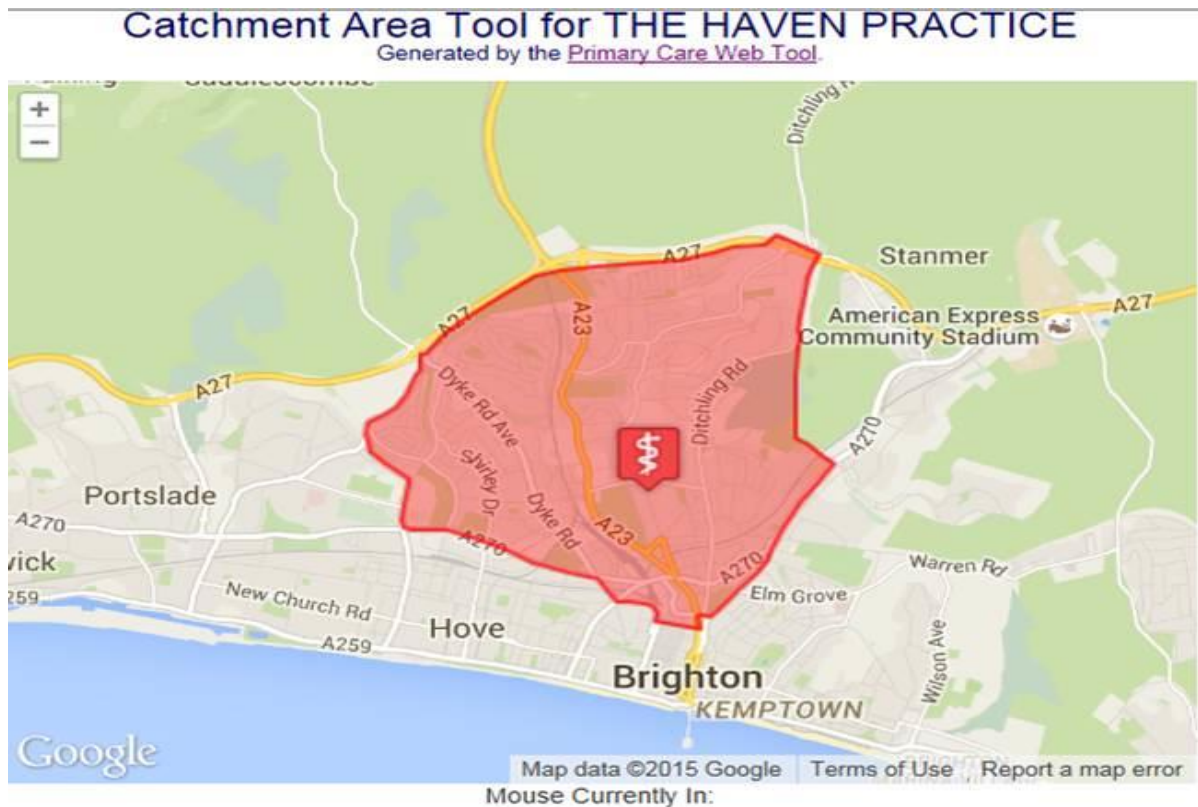 Catchment Area Tool for THE HAVEN PRACTICE
Generated by the Primary Care Web Tool.
+
−
Ditchling R
A27
Stanmer
American Express
Community Stadium
A27
A23
A27
A27
Dyke Rd Ave
Ditchling Rd
A270
Shirley Dr
Dyke Rd
Portslade
A270
A23
A270
A270
Warren Rd
Elm Grove
wick
259
New Church Rd
Hove
A259
Wilson Ave
Brighton
KEMPTOWN
Google
Map data ©2015 Google
Terms of Use
Report a map error
Mouse Currently In: